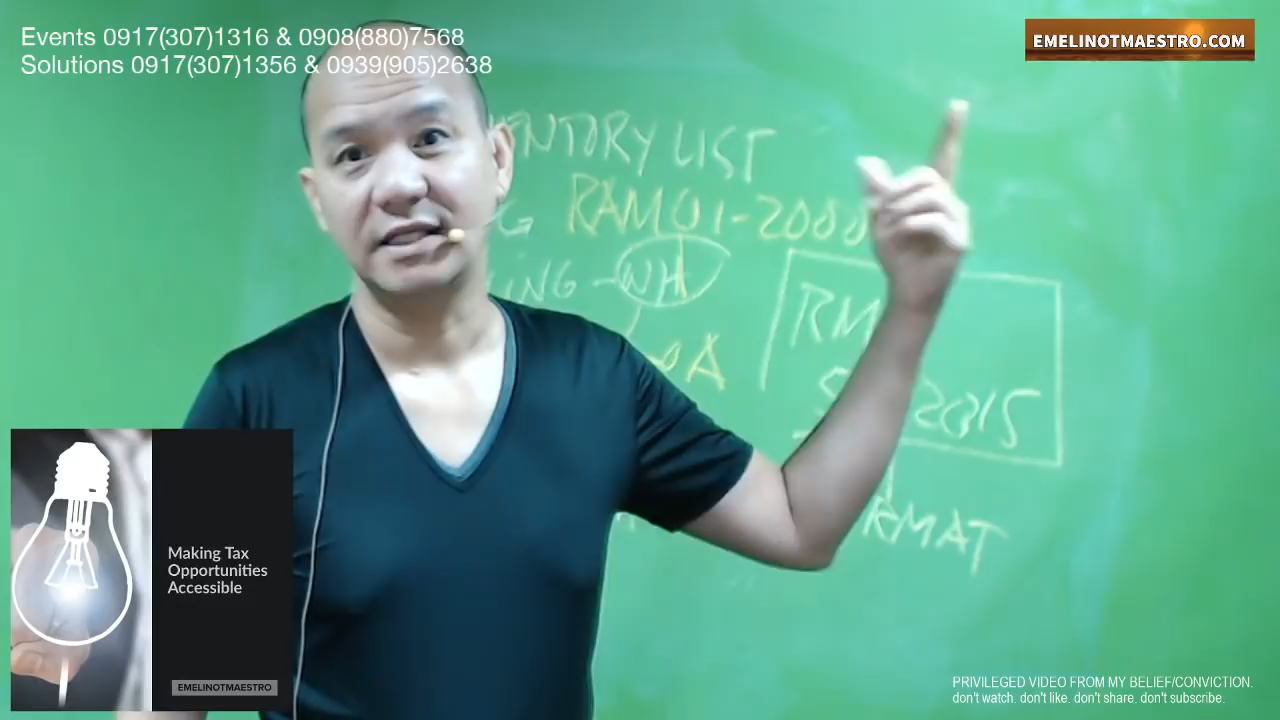 Events 0917(307)1316 & 0908(880)7568
Solutions 0917(307)1356 & 0939(905)2638
EMELINOTMAESTRO.COM
ENTORY LIST
G RAM01-2000
ING - WH
RM
2015
RMAT
Making Tax
Opportunities
Accessible
EMELINOTMAESTRO
PRIVILEGED VIDEO FROM MY BELIEF/CONVICTION.
don't watch. don't like. don't share. don't subscribe.